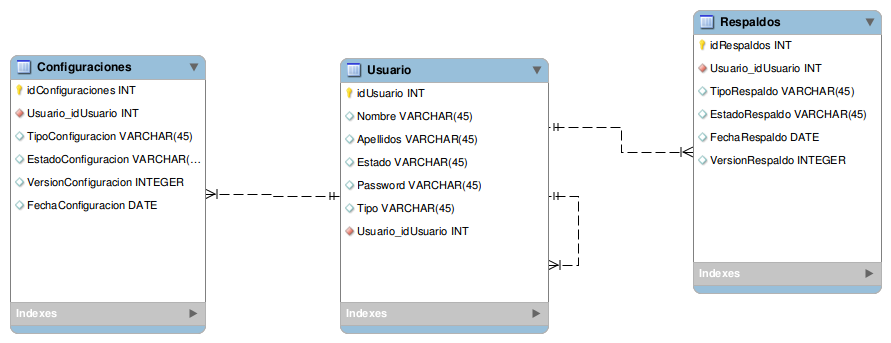 Configuraciones
idConfiguraciones INT
Usuario_idUsuario INT
TipoConfiguracion VARCHAR(45)
EstadoConfiguracion VARCHAR(...
VersionConfiguracion INTEGER
FechaConfiguracion DATE
Indexes
Usuario
idUsuario INT
Nombre VARCHAR(45)
Apellidos VARCHAR(45)
Estado VARCHAR(45)
Password VARCHAR(45)
Tipo VARCHAR(45)
Usuario_idUsuario INT
Indexes
Respaldos
idRespaldos INT
Usuario_idUsuario INT
TipoRespaldo VARCHAR(45)
EstadoRespaldo VARCHAR(45)
FechaRespaldo DATE
VersionRespaldo INTEGER
Indexes